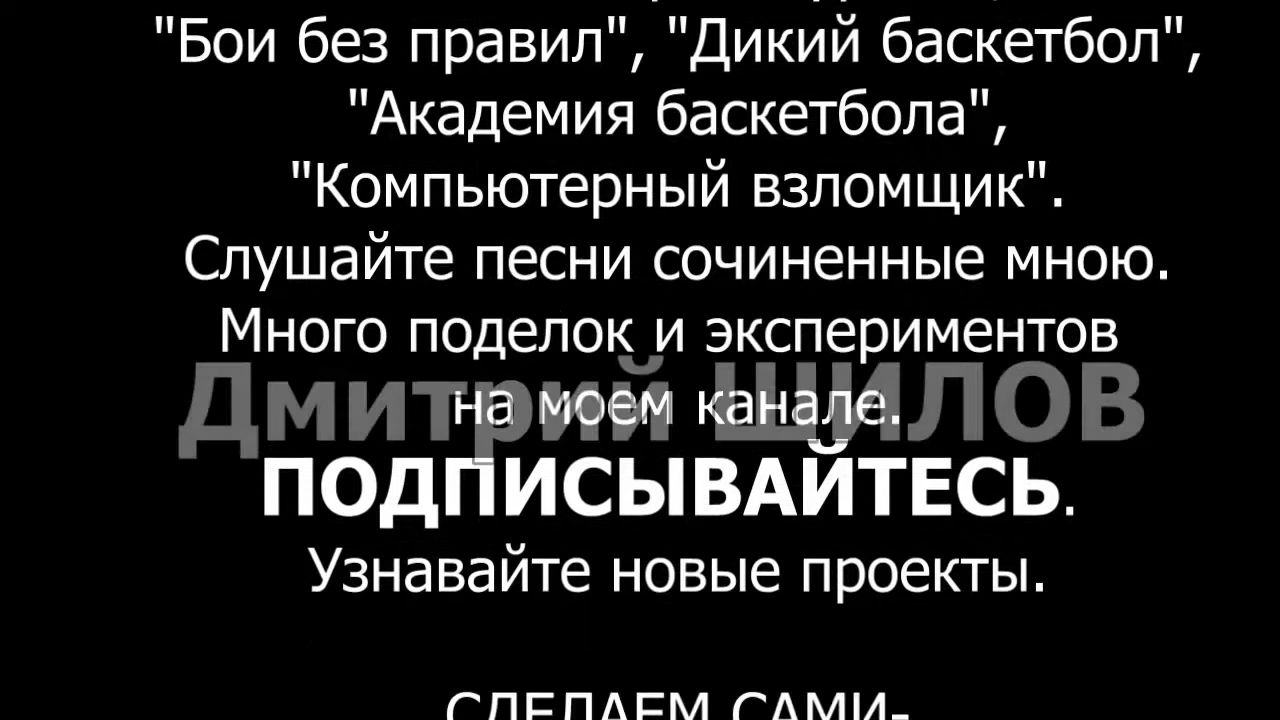 "Бои без правил", "Дикий баскетбол",
"Академия баскетбола",
"Компьютерный взломщик".
Слушайте песни сочиненные мною.
Много поделок и экспериментов
на моем канале.
Дмитрий ШИЛОВ
ПОДПИСЫВАЙТЕСЬ.
Узнавайте новые проекты.
СДЕЛАЕМ САМИ-